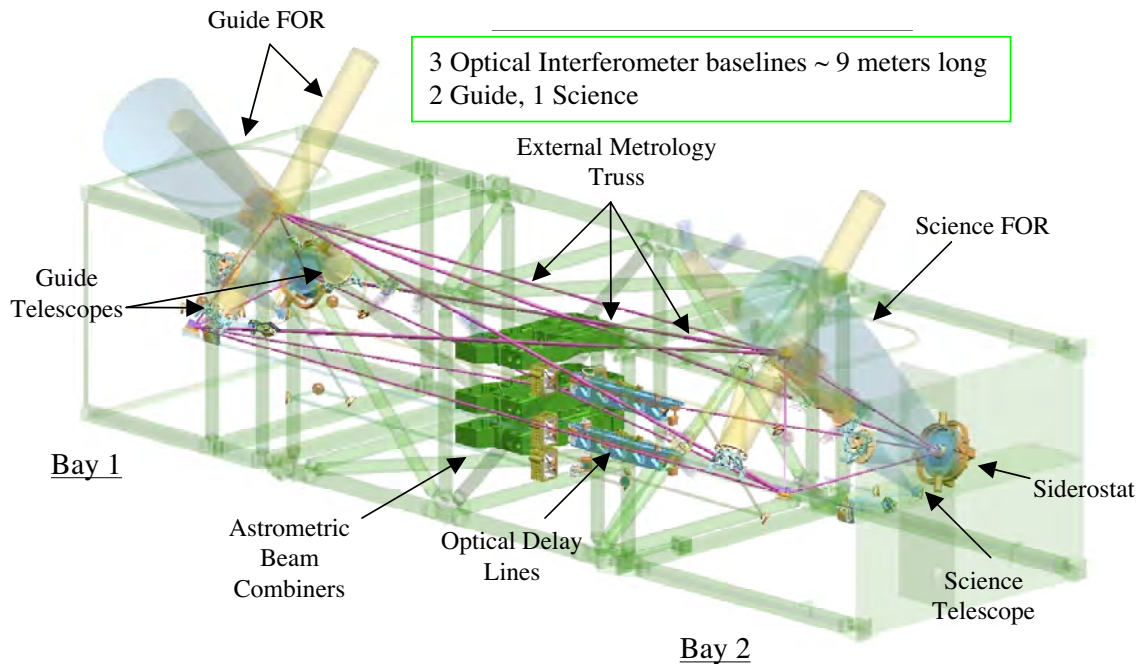 Guide FOR
3 Optical Interferometer baselines ~ 9 meters long
2 Guide, 1 Science
External Metrology
Truss
Science FOR
Guide
Telescopes
Bay 1
Siderostat
Astrometric
Beam
Combiners
Optical Delay
Lines
Science
Telescope
Bay 2